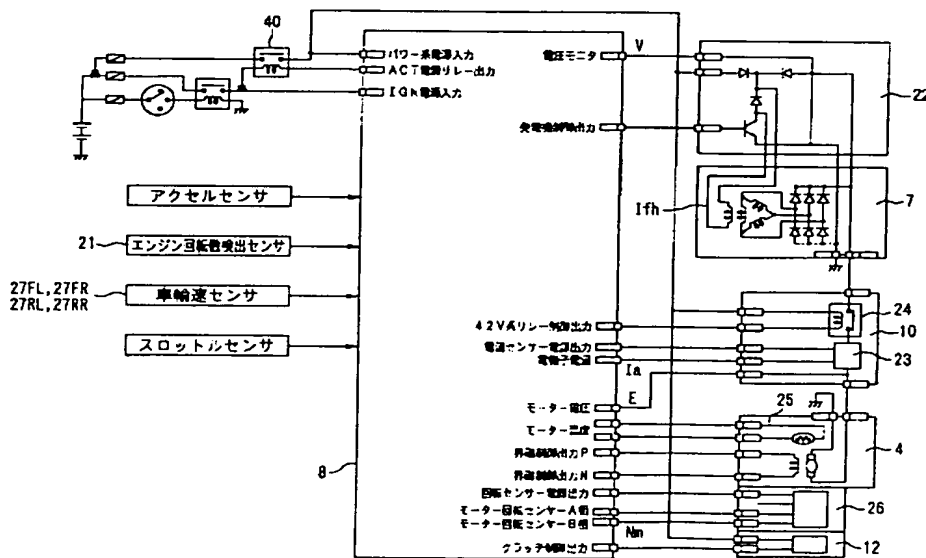 40
パワー系電源入力
ACT電源リレー出力
IGN電源入力
電圧モニタ
V
22
発電機制御出力
アクセルセンサ
Ifh
7
21
エンジン回転数検出センサ
27FL,27FR
27RL,27RR
車輪速センサ
スロットルセンサ
24
10
42V系リレー制御出力
電流センサー電源出力
電機子電流
23
Ia
E
モーター電圧
25
モーター温度
8
界磁制御出力P
4
界磁制御出力N
回転センサー電源出力
モーター回転センサーA相
モーター回転センサーB相
26
Nm
クラッチ制御出力
12